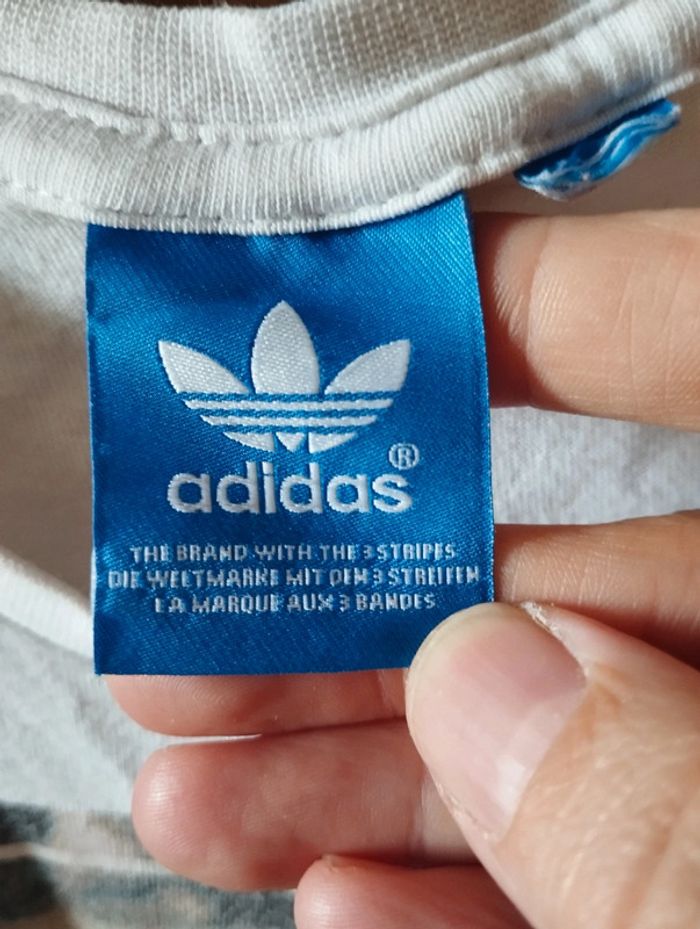 adidas®
THE BRAND WITH THE 3 STRIPES
DIE WELTMARKE MIT DEN 3 STREIFEN
LA MARQUE AUX 3 BANDES